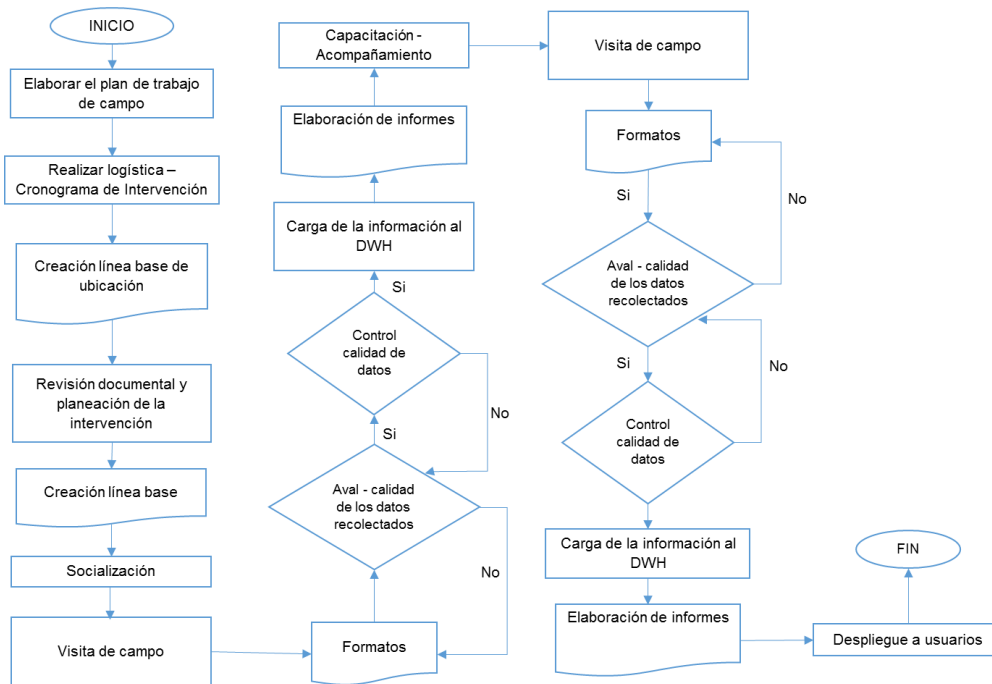 INICIO
Elaborar el plan de trabajo
de campo
Realizar logística –
Cronograma de Intervención
Creación línea base de
ubicación
Revisión documental y
planeación de la
intervención
Creación línea base
Socialización
Visita de campo
Formatos
No
Aval - calidad
de los datos
recolectados
Si
No
Control
calidad de
datos
Si
Carga de la información al
DWH
Elaboración de informes
Capacitación -
Acompañamiento
Visita de campo
Formatos
No
Si
Aval - calidad
de los datos
recolectados
Si
No
Control
calidad de
datos
Carga de la información al
DWH
Elaboración de informes
Despliegue a usuarios
FIN